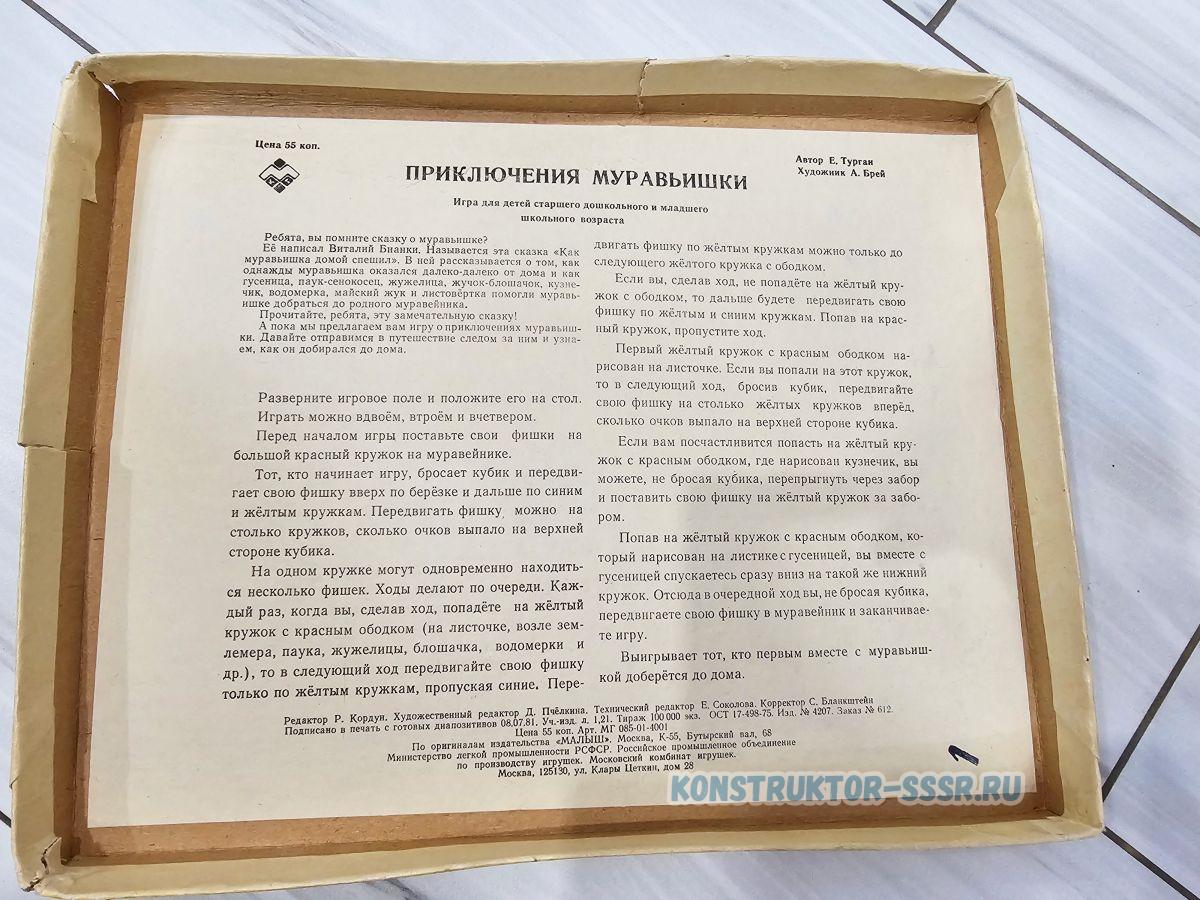 Цена 55 коп.
Автор Е. Турган
Художник А. Брей
ПРИКЛЮЧЕНИЯ МУРАВЬИШКИ
Игра для детей старшего дошкольного и младшего
школьного возраста
Ребята, вы помните сказку о муравьишке?
Её написал Виталий Бианки. Называется эта сказка «Как
муравьишка домой спешил». В ней рассказывается о том, как
однажды муравьишка оказался далеко-далеко от дома и как
гусеница, паук-сенокосец, жужелица, жучок-блошачок, кузне-
чик, водомерка, майский жук и листовёртка помогли муравь-
ишке добраться до родного муравейника.
Прочитайте, ребята, эту замечательную сказку!
А пока мы предлагаем вам игру о приключениях муравьиш-
ки. Давайте отправимся в путешествие следом за ним и узна-
ем, как он добирался до дома.
Разверните игровое поле и положите его на стол.
Играть можно вдвоём, втроём и вчетвером.
Перед началом игры поставьте свои фишки на
большой красный кружок на муравейнике.
Тот, кто начинает игру, бросает кубик и передви-
гает свою фишку вверх по берёзке и дальше по синим
и жёлтым кружкам. Передвигать фишку можно на
столько кружков, сколько очков выпало на верхней
стороне кубика.
На одном кружке могут одновременно находить-
ся несколько фишек. Ходы делают по очереди. Каж-
дый раз, когда вы, сделав ход, попадёте на жёлтый
кружок с красным ободком (на листочке, возле зем-
лемера, паука, жужелицы, блошачка, водомерки и
др.), то в следующий ход передвигайте свою фишку
только по жёлтым кружкам, пропуская синие. Пере-
двигать фишку по жёлтым кружкам можно только до
следующего жёлтого кружка с ободком.
Если вы, сделав ход, не попадёте на жёлтый кру-
жок с ободком, то дальше будете передвигать свою
фишку по жёлтым и синим кружкам. Попав на крас-
ный кружок, пропустите ход.
Первый жёлтый кружок с красным ободком на-
рисован на листочке. Если вы попали на этот кружок,
то в следующий ход, бросив кубик, передвигайте
свою фишку на столько жёлтых кружков вперёд,
сколько очков выпало на верхней стороне кубика.
Если вам посчастливится попасть на жёлтый кру-
жок с красным ободком, где нарисован кузнечик, вы
можете, не бросая кубика, перепрыгнуть через забор
и поставить свою фишку на жёлтый кружок за забо-
ром.
Попав на жёлтый кружок с красным ободком, ко-
торый нарисован на листике с гусеницей, вы вместе с
гусеницей спускаетесь сразу вниз на такой же нижний
кружок. Отсюда в очередной ход вы, не бросая кубика,
передвигаете свою фишку в муравейник и заканчивае-
те игру.
Выигрывает тот, кто первым вместе с муравьиш-
кой доберётся до дома.
Редактор Р. Кордун. Художественный редактор Д. Пчёлкина. Технический редактор Е. Соколова. Корректор С. Бланкштейн
Подписано в печать с готовых диапозитивов 08.07.81. Уч.-изд. л. 1,21. Тираж 100 000 экз. ОСТ 17-498-75. Изд. № 4207. Заказ № 612.
Цена 55 коп. Арт. МГ 085-01-4001
По оригиналам издательства «МАЛЫШ». Москва, К-55, Бутырский вал, 68
Министерство легкой промышленности РСФСР. Российское промышленное объединение
по производству игрушек. Московский комбинат игрушек.
Москва, 125130, ул. Клары Цеткин, дом 28
KONSTRUKTOR-SSSR.RU